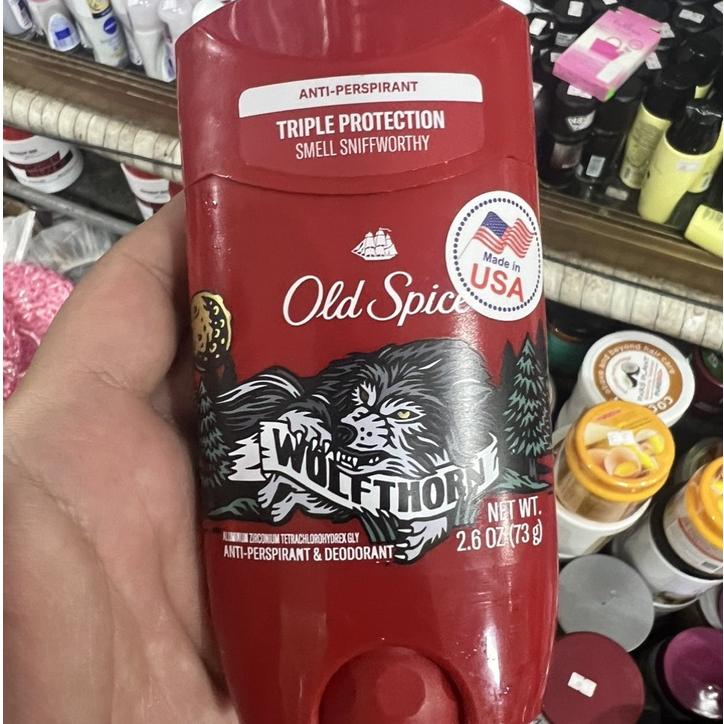 ANTI-PERSPIRANT
TRIPLE PROTECTION
SMELL SNIFFWORTHY
Made in
USA
Old Spice
WOLFTHORN
NET WT.
2.6 OZ (73 g)
ALUMINUM ZIRCONIUM TETRACHLOROHYDREX GLY
ANTI-PERSPIRANT & DEODORANT